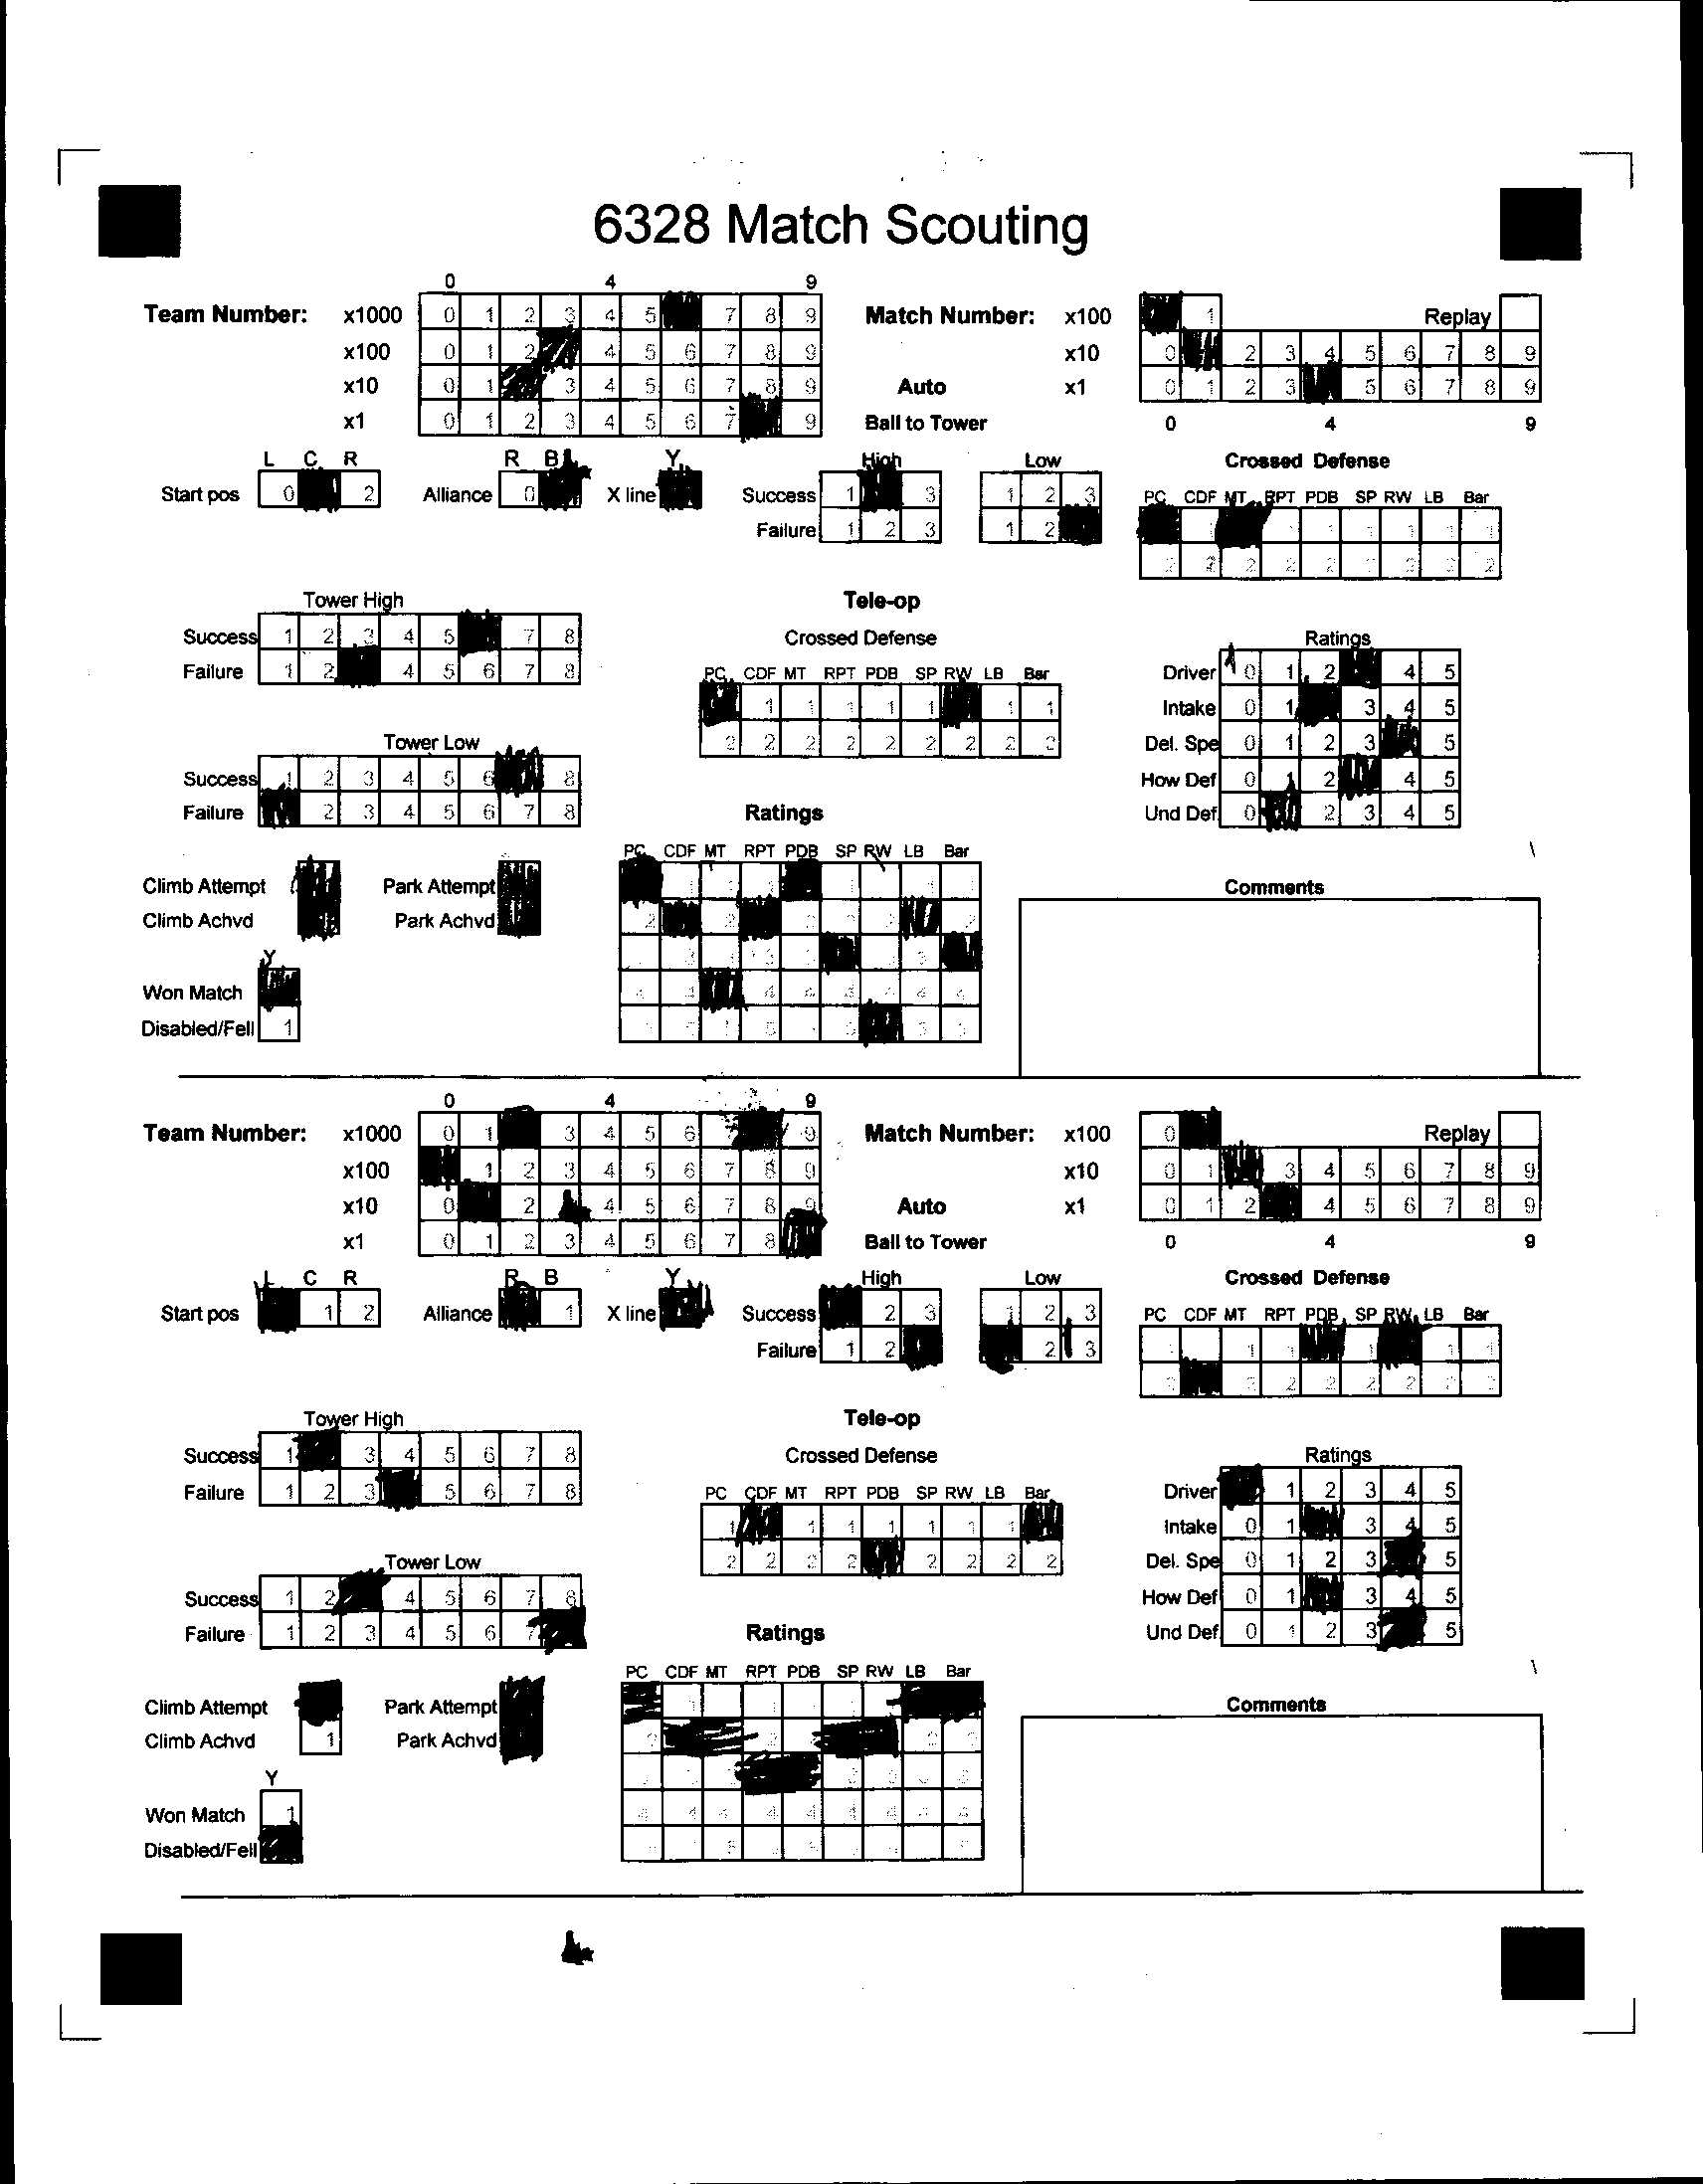 6328 Match Scouting
0 4 9
Team Number: x1000 0 1 2 3 4 5 7 8 9 Match Number: x100 1 Replay
x100 0 1 2 4 5 6 7 8 9 x10 0 2 3 4 5 6 7 8 9
x10 0 1 3 4 5 6 7 8 9 Auto x1 0 1 2 3 5 6 7 8 9
x1 0 1 2 3 4 5 6 7 9 Ball to Tower 0 4 9
L C R R B Y High Low Crossed Defense
Start pos 0 2 Alliance 0 X line Success 1 3 1 2 3 PC CDF MT RPT PDB SP RW LB Bar
Failure 1 2 3 1 2
2 2 2 2 2 2 2 2 2
Tower High Tele-op
Success 1 2 3 4 5 7 8 Crossed Defense Ratings
Failure 1 2 4 5 6 7 8 PC CDF MT RPT PDB SP RW LB Bar Driver 0 1 2 4 5
1 1 1 1 1 1 1 Intake 0 1 3 4 5
Tower Low 2 2 2 2 2 2 2 2 2 Del. Spe 0 1 2 3 5
Success 1 2 3 4 5 6 8 How Def 0 1 2 4 5
Failure 2 3 4 5 6 7 8 Ratings Und Def 0 2 3 4 5
PC CDF MT RPT PDB SP RW LB Bar
Climb Attempt Park Attempt Comments
Climb Achvd Park Achvd
Y
Won Match
Disabled/Fell 1
0 4 9
Team Number: x1000 0 1 3 4 5 6 9 Match Number: x100 0 Replay
x100 1 2 3 4 5 6 7 8 9 x10 0 1 3 4 5 6 7 8 9
x10 0 2 4 5 6 7 8 9 Auto x1 0 1 2 4 5 6 7 8 9
x1 0 1 2 3 4 5 6 7 8 Ball to Tower 0 4 9
L C R R B Y High Low Crossed Defense
Start pos 1 2 Alliance 1 X line Success 2 3 1 2 3 PC CDF MT RPT PDB SP RW LB Bar
Failure 1 2 2 3
Tower High Tele-op
Success 1 3 4 5 6 7 8 Crossed Defense Ratings
Failure 1 2 3 5 6 7 8 PC CDF MT RPT PDB SP RW LB Bar Driver 1 2 3 4 5
1 1 1 1 1 1 1 Intake 0 1 3 4 5
Tower Low 2 2 2 2 2 2 2 2 Del. Spe 0 1 2 3 5
Success 1 2 4 5 6 7 8 How Def 0 1 3 4 5
Failure 1 2 3 4 5 6 7 Ratings Und Def 0 1 2 3 5
PC CDF MT RPT PDB SP RW LB Bar
Climb Attempt Park Attempt Comments
Climb Achvd 1 Park Achvd
Y
Won Match 1
Disabled/Fell